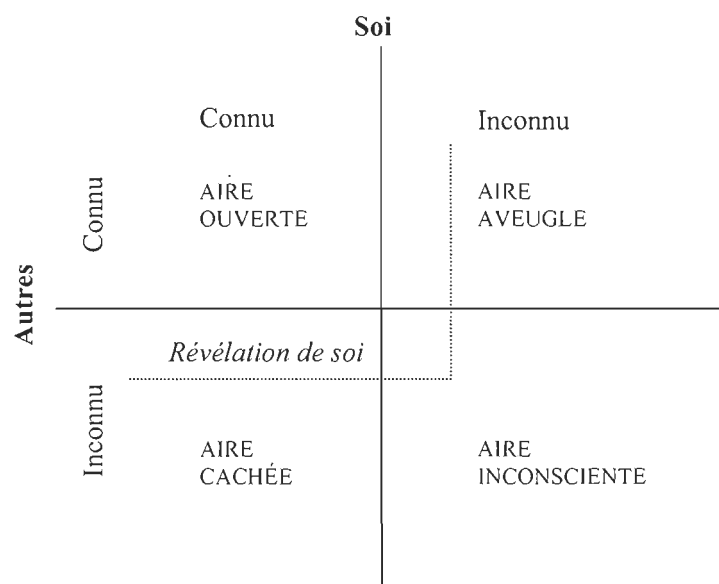 Soi
Connu
Inconnu
AIRE
OUVERTE
AIRE
AVEUGLE
Connu
Autres
Révélation de soi
Inconnu
AIRE
CACHÉE
AIRE
INCONSCIENTE